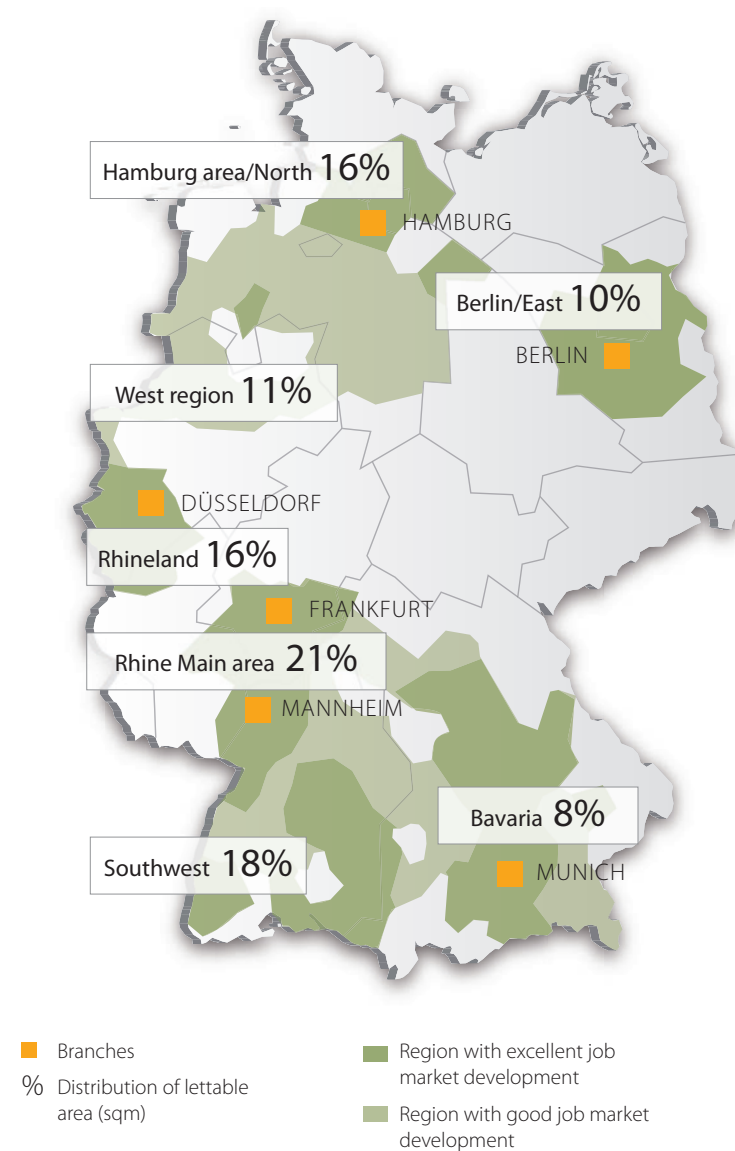 Hamburg area/North 16%
HAMBURG
Berlin/East 10%
BERLIN
West region 11%
DÜSSELDORF
Rhineland 16%
FRANKFURT
Rhine Main area 21%
MANNHEIM
Bavaria 8%
Southwest 18%
MUNICH
Branches
% Distribution of lettable
area (sqm)
Region with excellent job
market development
Region with good job market
development